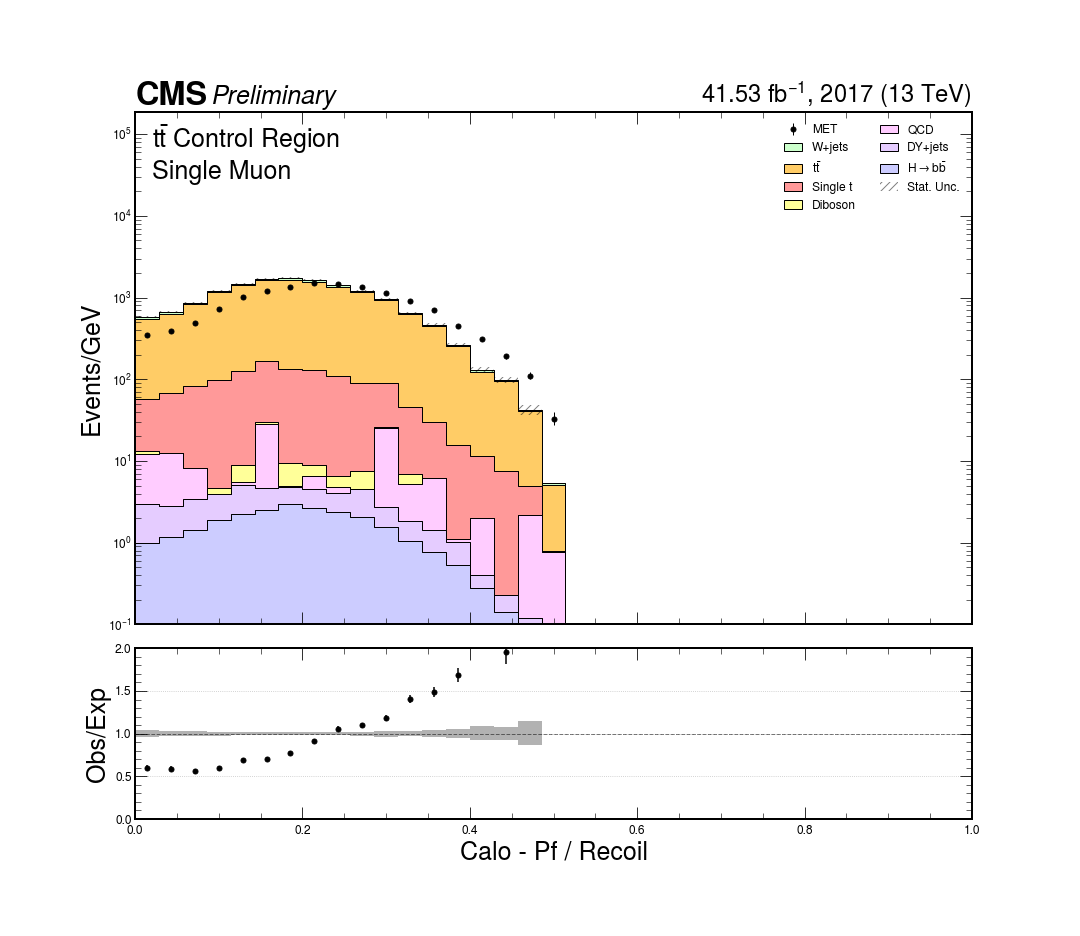 CMS Preliminary 41.53 fb⁻¹, 2017 (13 TeV)
tt̄ Control Region
Single Muon
MET
W+jets
tt̄
Single t
Diboson
QCD
DY+jets
H→bb̄
Stat. Unc.
Events/GeV
10⁵
10⁴
10³
10²
10¹
10⁰
10⁻¹
Obs/Exp
2.0
1.5
1.0
0.5
0.0
0.0 0.2 0.4 0.6 0.8 1.0
Calo - Pf / Recoil